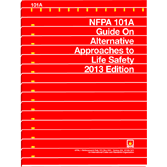 101A
NFPA 101A
Guide On
Alternative
Approaches to
Life Safety
2013 Edition